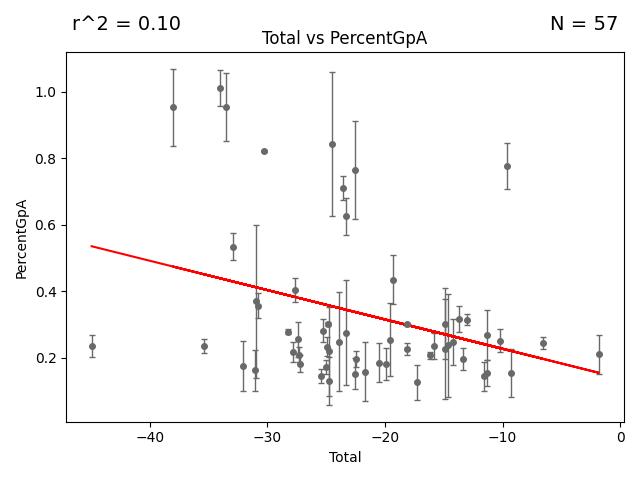 r^2 = 0.10
N = 57
Total vs PercentGpA
PercentGpA
1.0
0.8
0.6
0.4
0.2
−40
−30
−20
−10
0
Total